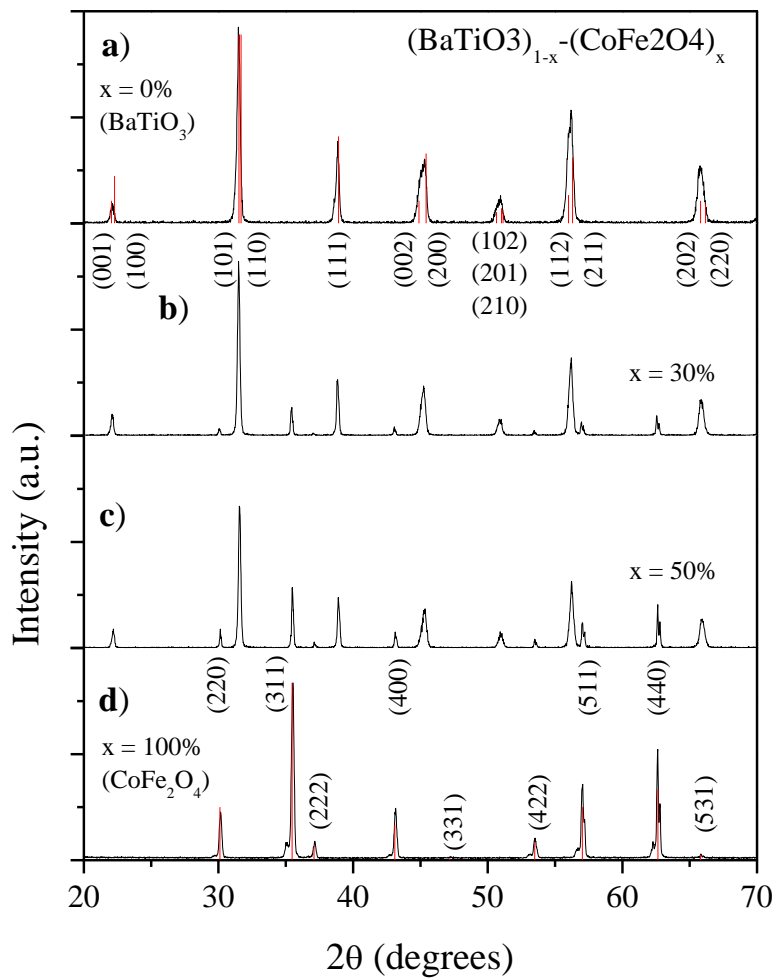 a)
(BaTiO3)1-x-(CoFe2O4)x
x = 0%
(BaTiO3)
(001)
(100)
(101)
(110)
(111)
(002)
(200)
(102)
(201)
(210)
(112)
(211)
(202)
(220)
b)
x = 30%
c)
x = 50%
Intensity (a.u.)
(220)
(311)
(400)
(511)
(440)
d)
x = 100%
(CoFe2O4)
(222)
(331)
(422)
(531)
20 30 40 50 60 70
2θ (degrees)